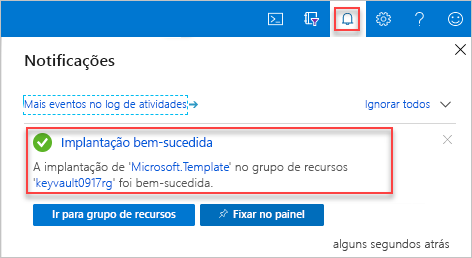 Notificações
Mais eventos no log de atividades
Ignorar todos
Implantação bem-sucedida
A implantação de 'Microsoft.Template' no grupo de recursos
'keyvault0917rg' foi bem-sucedida.
Ir para grupo de recursos
Fixar no painel
alguns segundos atrás